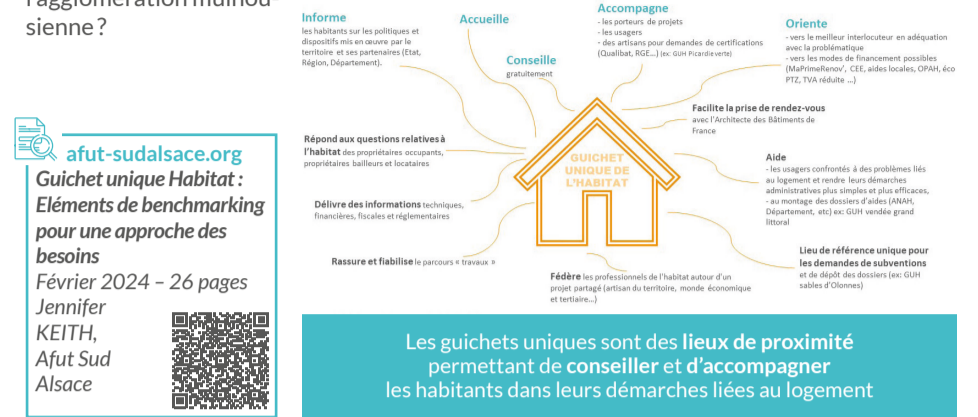 l'agglomération mulhou-
sienne ?
afut-sudalsace.org
Guichet unique Habitat :
Eléments de benchmarking
pour une approche des
besoins
Février 2024 – 26 pages
Jennifer
KEITH,
Afut Sud
Alsace
Informe
les habitants sur les politiques et
dispositifs mis en œuvre par le
territoire et ses partenaires (Etat,
Région, Département).
Accueille
Conseille
gratuitement
Accompagne
- les porteurs de projets
- les usagers
- des artisans pour demandes de certifications
(Qualibat, RGE...) (ex: GUH Picardie verte)
Oriente
- vers le meilleur interlocuteur en adéquation
avec la problématique
- vers les modes de financement possibles
(MaPrimeRenov', CEE, aides locales, OPAH, éco
PTZ, TVA réduite ...)
Facilite la prise de rendez-vous
avec l'Architecte des Bâtiments de
France
Répond aux questions relatives à
l'habitat des propriétaires occupants,
propriétaires bailleurs et locataires
GUICHET
UNIQUE DE
L'HABITAT
Aide
- les usagers confrontés à des problèmes liés
au logement et rendre leurs démarches
administratives plus simples et plus efficaces,
- au montage des dossiers d'aides (ANAH,
Département, etc) ex: GUH vendée grand
littoral
Délivre des informations techniques,
financières, fiscales et réglementaires
Rassure et fiabilise le parcours « travaux »
Fédère les professionnels de l'habitat autour d'un
projet partagé (artisan du territoire, monde économique
et tertiaire...)
Lieu de référence unique pour
les demandes de subventions
et de dépôt des dossiers (ex: GUH
sables d'Olonnes)
Les guichets uniques sont des lieux de proximité
permettant de conseiller et d'accompagner
les habitants dans leurs démarches liées au logement